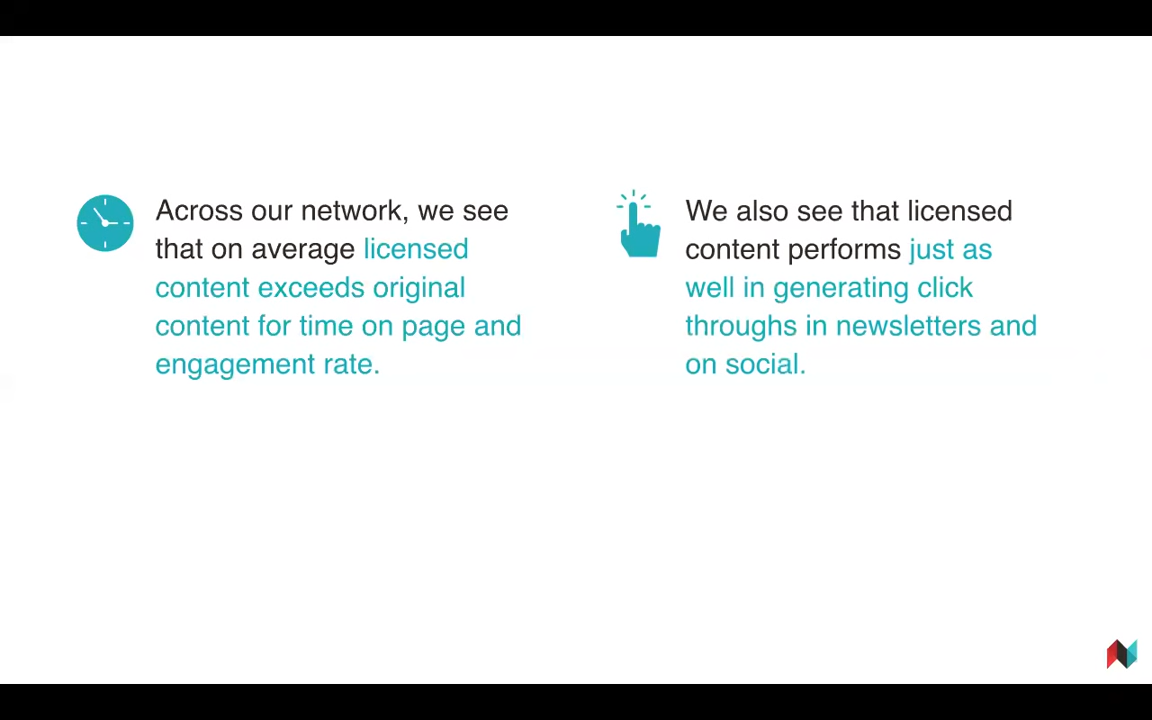 Across our network, we see
that on average licensed
content exceeds original
content for time on page and
engagement rate.
We also see that licensed
content performs just as
well in generating click
throughs in newsletters and
on social.